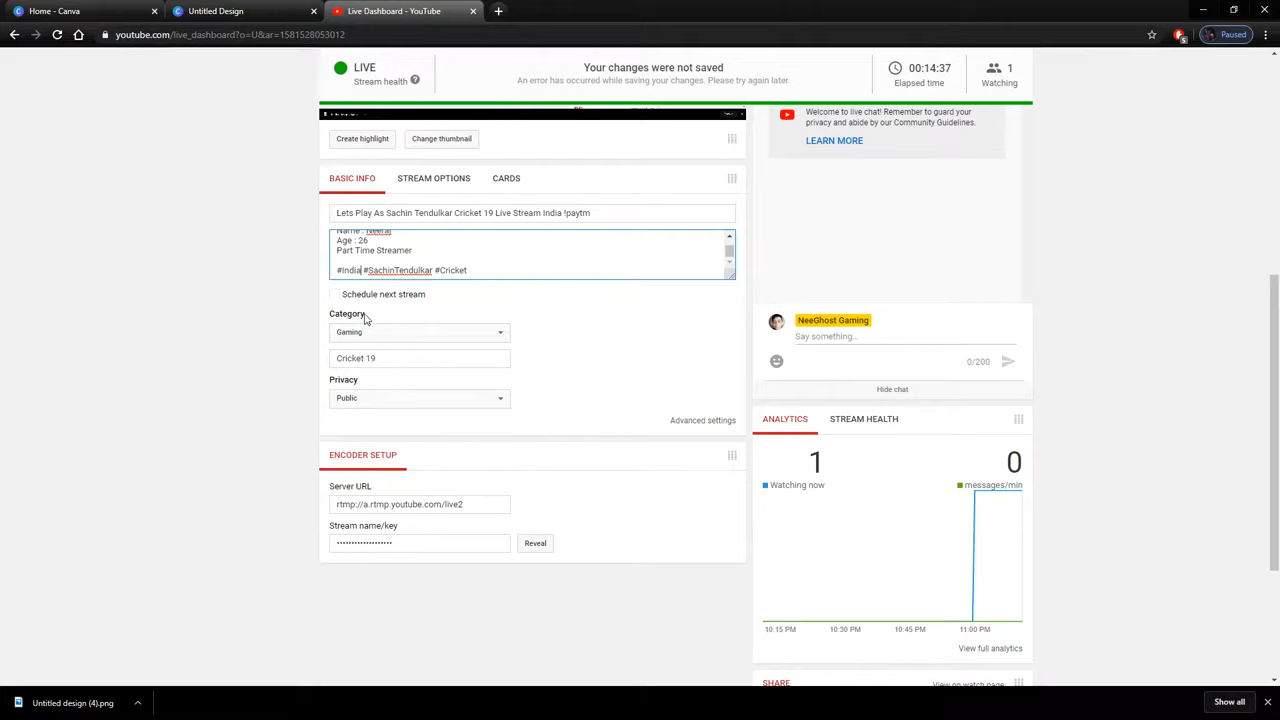 Home - Canva
Untitled Design
Live Dashboard - YouTube
youtube.com/live_dashboard?o=U&ar=1581528053012
Paused
LIVE
Stream health
Your changes were not saved
An error has occurred while saving your changes. Please try again later.
00:14:37
Elapsed time
1
Watching
Create highlight
Change thumbnail
BASIC INFO
STREAM OPTIONS
CARDS
Lets Play As Sachin Tendulkar Cricket 19 Live Stream India !paytm
Name : Neeraj
Age : 26
Part Time Streamer
#India #SachinTendulkar #Cricket
Schedule next stream
Category
Gaming
Cricket 19
Privacy
Public
Advanced settings
ENCODER SETUP
Server URL
rtmp://a.rtmp.youtube.com/live2
Stream name/key
Reveal
Welcome to live chat! Remember to guard your
privacy and abide by our Community Guidelines.
LEARN MORE
NeeGhost Gaming
Say something...
0/200
Hide chat
ANALYTICS
STREAM HEALTH
1
Watching now
0
messages/min
10:15 PM
10:30 PM
10:45 PM
11:00 PM
View full analytics
SHARE
View on watch page
Untitled design (4).png
Show all